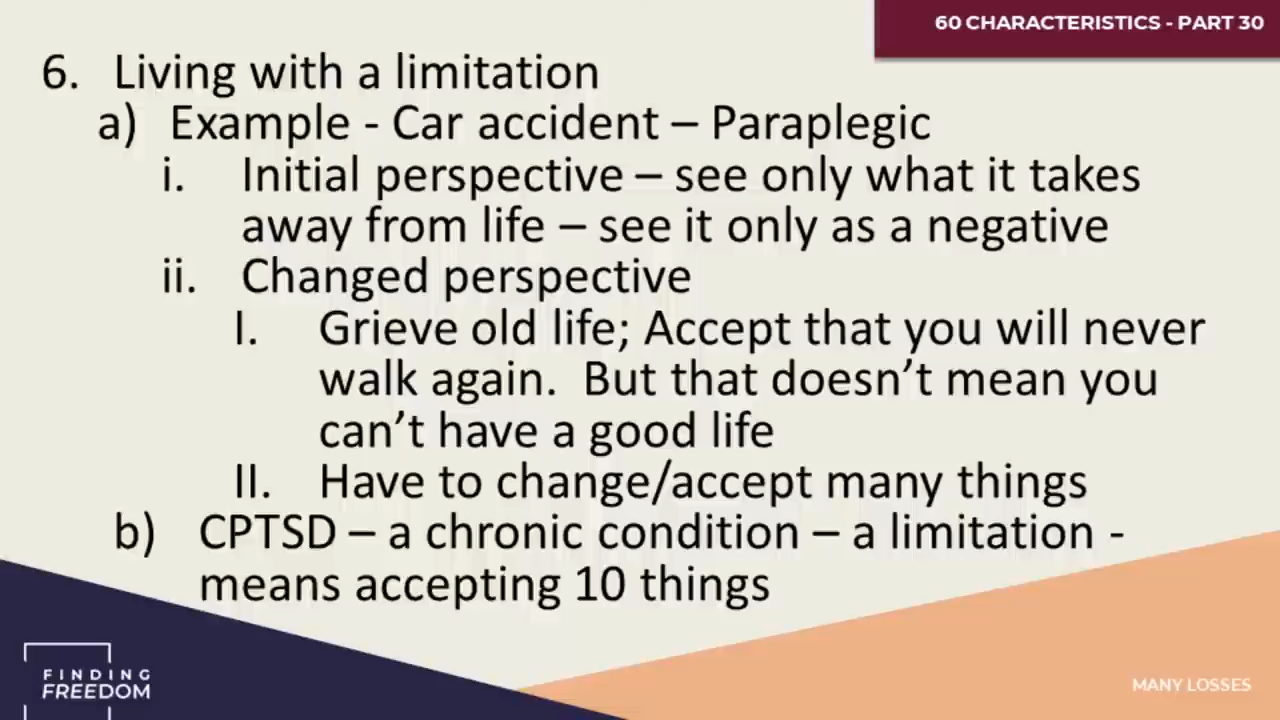 60 CHARACTERISTICS - PART 30
6. Living with a limitation
a) Example - Car accident – Paraplegic
i. Initial perspective – see only what it takes
away from life – see it only as a negative
ii. Changed perspective
I. Grieve old life; Accept that you will never
walk again.  But that doesn’t mean you
can’t have a good life
II. Have to change/accept many things
b) CPTSD – a chronic condition – a limitation -
means accepting 10 things
FINDING
FREEDOM
MANY LOSSES